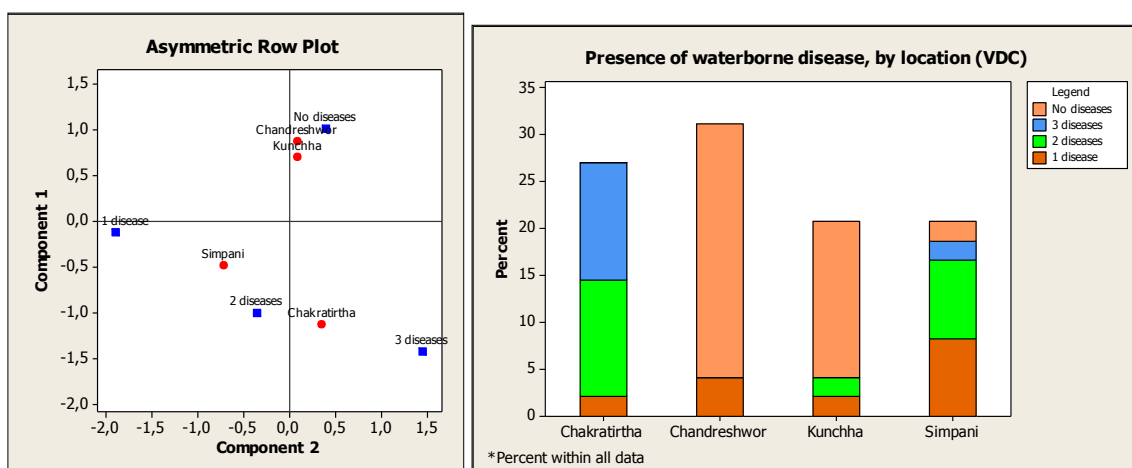 Asymmetric Row Plot
1,5
1,0
0,5
0,0
-0,5
-1,0
-1,5
-2,0
Component 1
No diseases
Chandreshwor
Kunchha
1 disease
Simpani
2 diseases
Chakratirtha
3 diseases
-2,0 -1,5 -1,0 -0,5 0,0 0,5 1,0 1,5
Component 2
Presence of waterborne disease, by location (VDC)
35
30
25
20
15
10
5
0
Percent
Chakratirtha Chandreshwor Kunchha Simpani
*Percent within all data
Legend
No diseases
3 diseases
2 diseases
1 disease